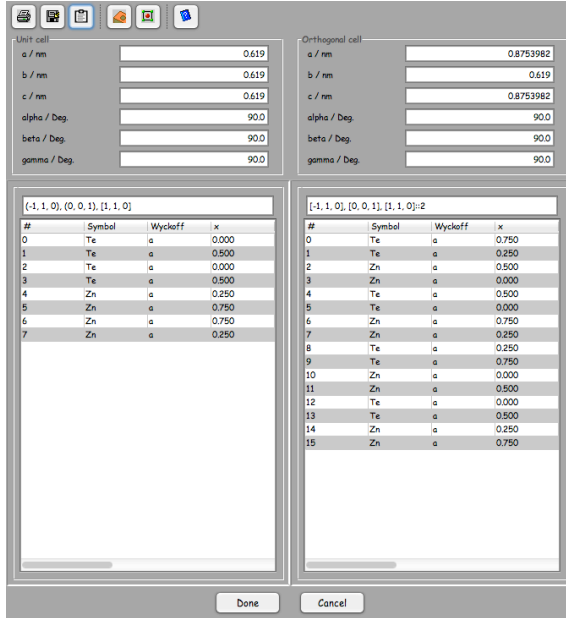 Unit cell
a / nm 0.619
b / nm 0.619
c / nm 0.619
alpha / Deg. 90.0
beta / Deg. 90.0
gamma / Deg. 90.0
Orthogonal cell
a / nm 0.8753982
b / nm 0.619
c / nm 0.8753982
alpha / Deg. 90.0
beta / Deg. 90.0
gamma / Deg. 90.0
(-1, 1, 0), (0, 0, 1), [1, 1, 0]
# Symbol Wyckoff x
0 Te a 0.000
1 Te a 0.500
2 Te a 0.000
3 Te a 0.500
4 Zn a 0.250
5 Zn a 0.750
6 Zn a 0.750
7 Zn a 0.250
[-1, 1, 0], [0, 0, 1], [1, 1, 0]::2
# Symbol Wyckoff x
0 Te a 0.750
1 Te a 0.250
2 Zn a 0.500
3 Zn a 0.000
4 Te a 0.500
5 Te a 0.000
6 Zn a 0.750
7 Zn a 0.250
8 Te a 0.250
9 Te a 0.750
10 Zn a 0.000
11 Zn a 0.500
12 Te a 0.000
13 Te a 0.500
14 Zn a 0.250
15 Zn a 0.750
Done
Cancel